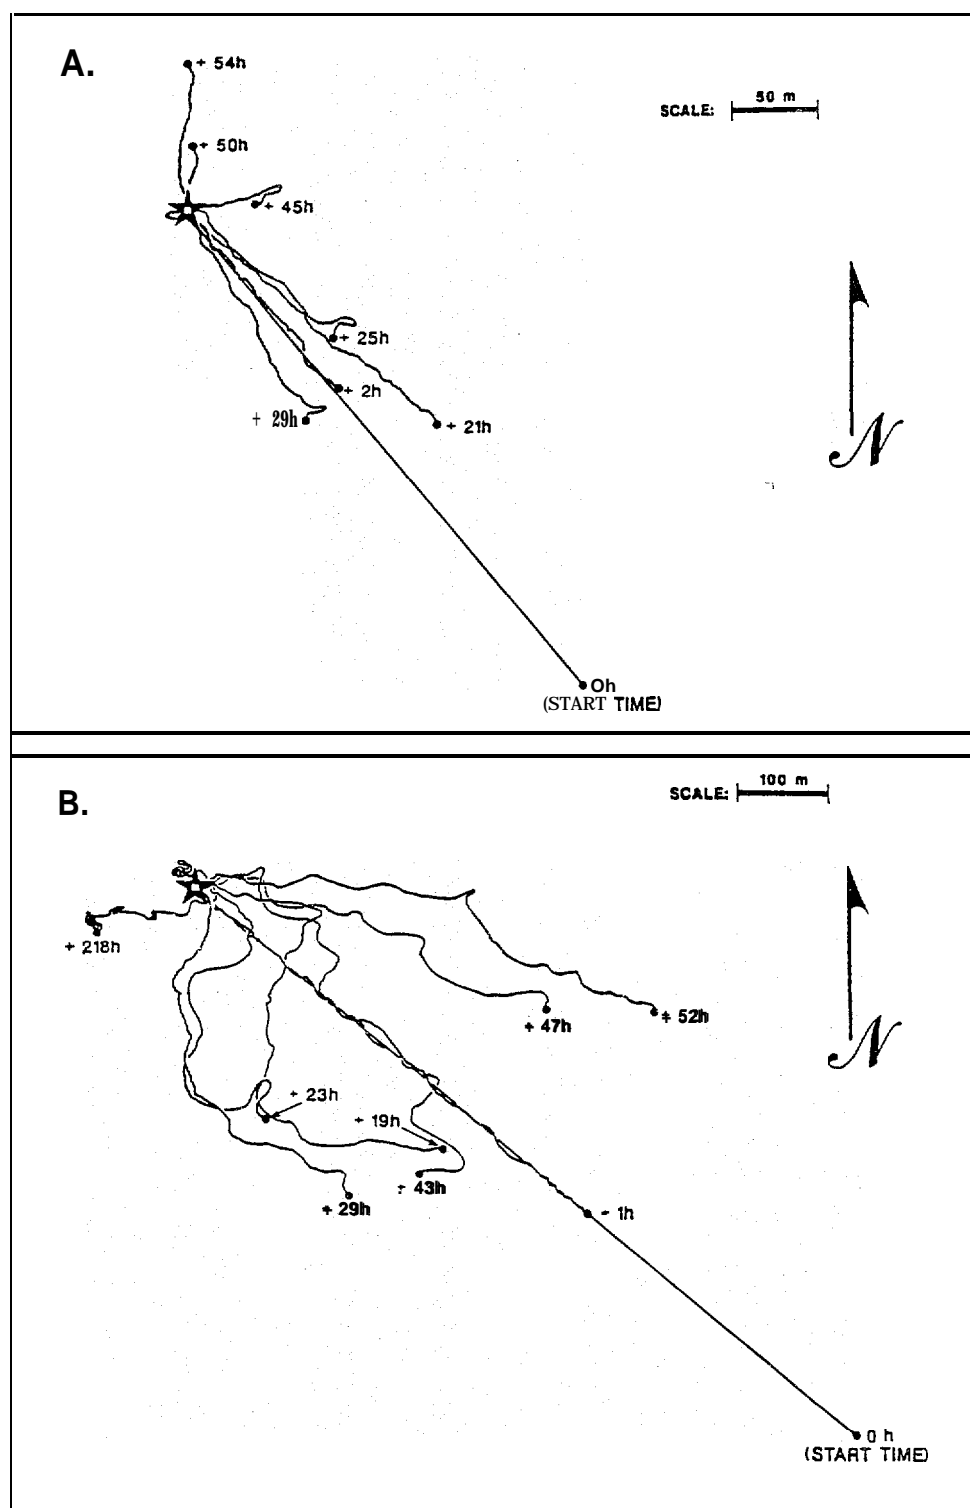 A.
+ 54h
50 m
SCALE:
+ 50h
+ 45h
+ 25h
+ 2h
+ 29h
+ 21h
N
0h
(START TIME)
B.
100 m
SCALE:
+ 218h
+ 52h
+ 47h
N
+ 23h
+ 19h
+ 43h
+ 29h
- 1h
0 h
(START TIME)